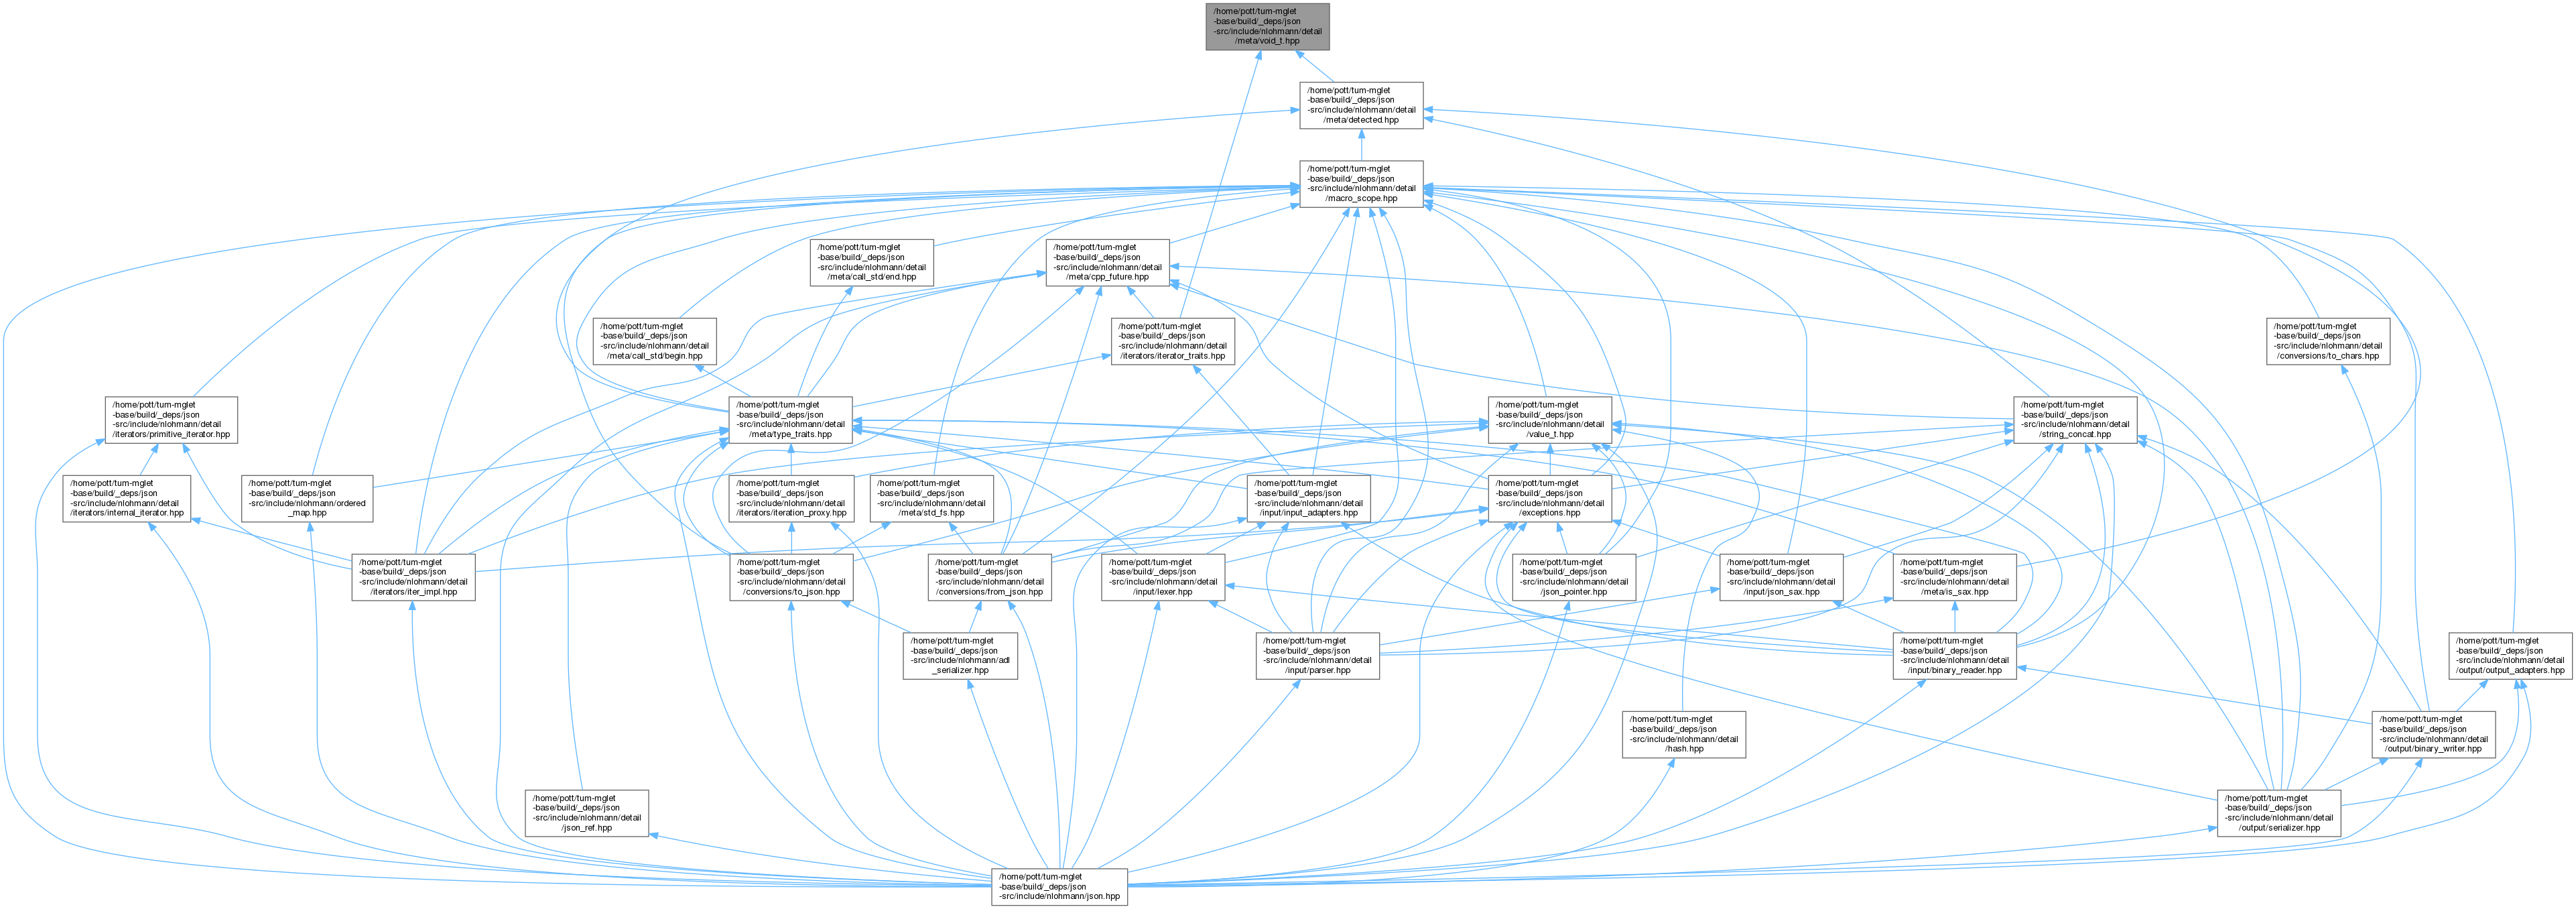 /home/pott/tum-mglet
-base/build/_deps/json
-src/include/nlohmann/detail
/meta/void_t.hpp
/home/pott/tum-mglet
-base/build/_deps/json
-src/include/nlohmann/detail
/meta/detected.hpp
/home/pott/tum-mglet
-base/build/_deps/json
-src/include/nlohmann/detail
/macro_scope.hpp
/home/pott/tum-mglet
-base/build/_deps/json
-src/include/nlohmann/detail
/meta/call_std/end.hpp
/home/pott/tum-mglet
-base/build/_deps/json
-src/include/nlohmann/detail
/meta/cpp_future.hpp
/home/pott/tum-mglet
-base/build/_deps/json
-src/include/nlohmann/detail
/meta/call_std/begin.hpp
/home/pott/tum-mglet
-base/build/_deps/json
-src/include/nlohmann/detail
/iterators/iterator_traits.hpp
/home/pott/tum-mglet
-base/build/_deps/json
-src/include/nlohmann/detail
/conversions/to_chars.hpp
/home/pott/tum-mglet
-base/build/_deps/json
-src/include/nlohmann/detail
/iterators/primitive_iterator.hpp
/home/pott/tum-mglet
-base/build/_deps/json
-src/include/nlohmann/detail
/meta/type_traits.hpp
/home/pott/tum-mglet
-base/build/_deps/json
-src/include/nlohmann/detail
/value_t.hpp
/home/pott/tum-mglet
-base/build/_deps/json
-src/include/nlohmann/detail
/string_concat.hpp
/home/pott/tum-mglet
-base/build/_deps/json
-src/include/nlohmann/detail
/iterators/internal_iterator.hpp
/home/pott/tum-mglet
-base/build/_deps/json
-src/include/nlohmann/ordered
_map.hpp
/home/pott/tum-mglet
-base/build/_deps/json
-src/include/nlohmann/detail
/iterators/iteration_proxy.hpp
/home/pott/tum-mglet
-base/build/_deps/json
-src/include/nlohmann/detail
/meta/std_fs.hpp
/home/pott/tum-mglet
-base/build/_deps/json
-src/include/nlohmann/detail
/input/input_adapters.hpp
/home/pott/tum-mglet
-base/build/_deps/json
-src/include/nlohmann/detail
/exceptions.hpp
/home/pott/tum-mglet
-base/build/_deps/json
-src/include/nlohmann/detail
/iterators/iter_impl.hpp
/home/pott/tum-mglet
-base/build/_deps/json
-src/include/nlohmann/detail
/conversions/to_json.hpp
/home/pott/tum-mglet
-base/build/_deps/json
-src/include/nlohmann/detail
/conversions/from_json.hpp
/home/pott/tum-mglet
-base/build/_deps/json
-src/include/nlohmann/detail
/input/lexer.hpp
/home/pott/tum-mglet
-base/build/_deps/json
-src/include/nlohmann/detail
/json_pointer.hpp
/home/pott/tum-mglet
-base/build/_deps/json
-src/include/nlohmann/detail
/input/json_sax.hpp
/home/pott/tum-mglet
-base/build/_deps/json
-src/include/nlohmann/detail
/meta/is_sax.hpp
/home/pott/tum-mglet
-base/build/_deps/json
-src/include/nlohmann/adl
_serializer.hpp
/home/pott/tum-mglet
-base/build/_deps/json
-src/include/nlohmann/detail
/input/parser.hpp
/home/pott/tum-mglet
-base/build/_deps/json
-src/include/nlohmann/detail
/input/binary_reader.hpp
/home/pott/tum-mglet
-base/build/_deps/json
-src/include/nlohmann/detail
/output/output_adapters.hpp
/home/pott/tum-mglet
-base/build/_deps/json
-src/include/nlohmann/detail
/hash.hpp
/home/pott/tum-mglet
-base/build/_deps/json
-src/include/nlohmann/detail
/output/binary_writer.hpp
/home/pott/tum-mglet
-base/build/_deps/json
-src/include/nlohmann/detail
/json_ref.hpp
/home/pott/tum-mglet
-base/build/_deps/json
-src/include/nlohmann/detail
/output/serializer.hpp
/home/pott/tum-mglet
-base/build/_deps/json
-src/include/nlohmann/json.hpp